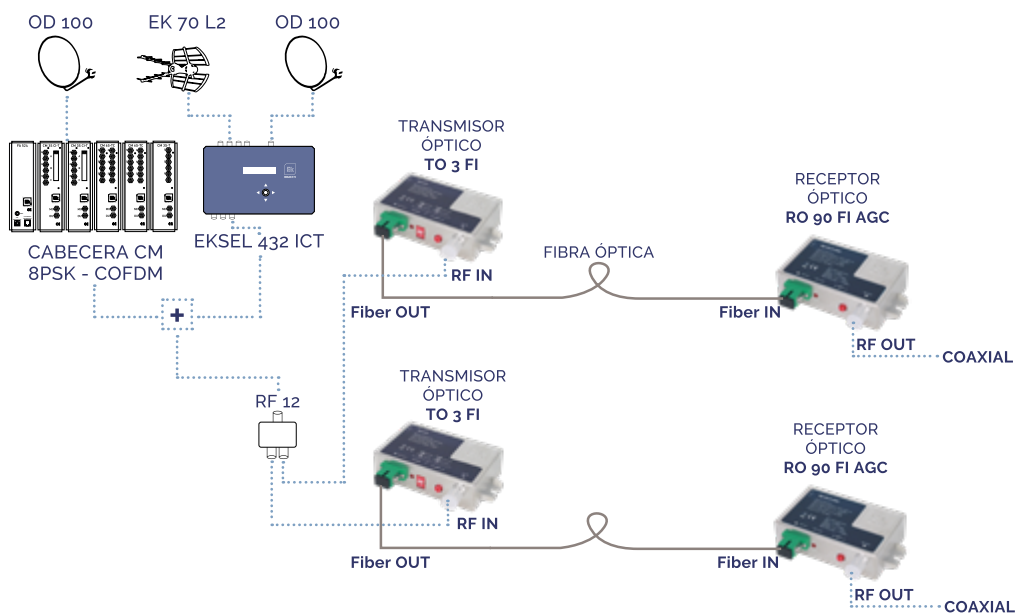 OD 100
EK 70 L2
OD 100
CABECERA CM
8PSK - COFDM
EKSEL 432 ICT
+
RF 12
TRANSMISOR
ÓPTICO
TO 3 FI
RF IN
Fiber OUT
FIBRA ÓPTICA
RECEPTOR
ÓPTICO
RO 90 FI AGC
Fiber IN
RF OUT
COAXIAL
TRANSMISOR
ÓPTICO
TO 3 FI
RF IN
Fiber OUT
RECEPTOR
ÓPTICO
RO 90 FI AGC
Fiber IN
RF OUT
COAXIAL